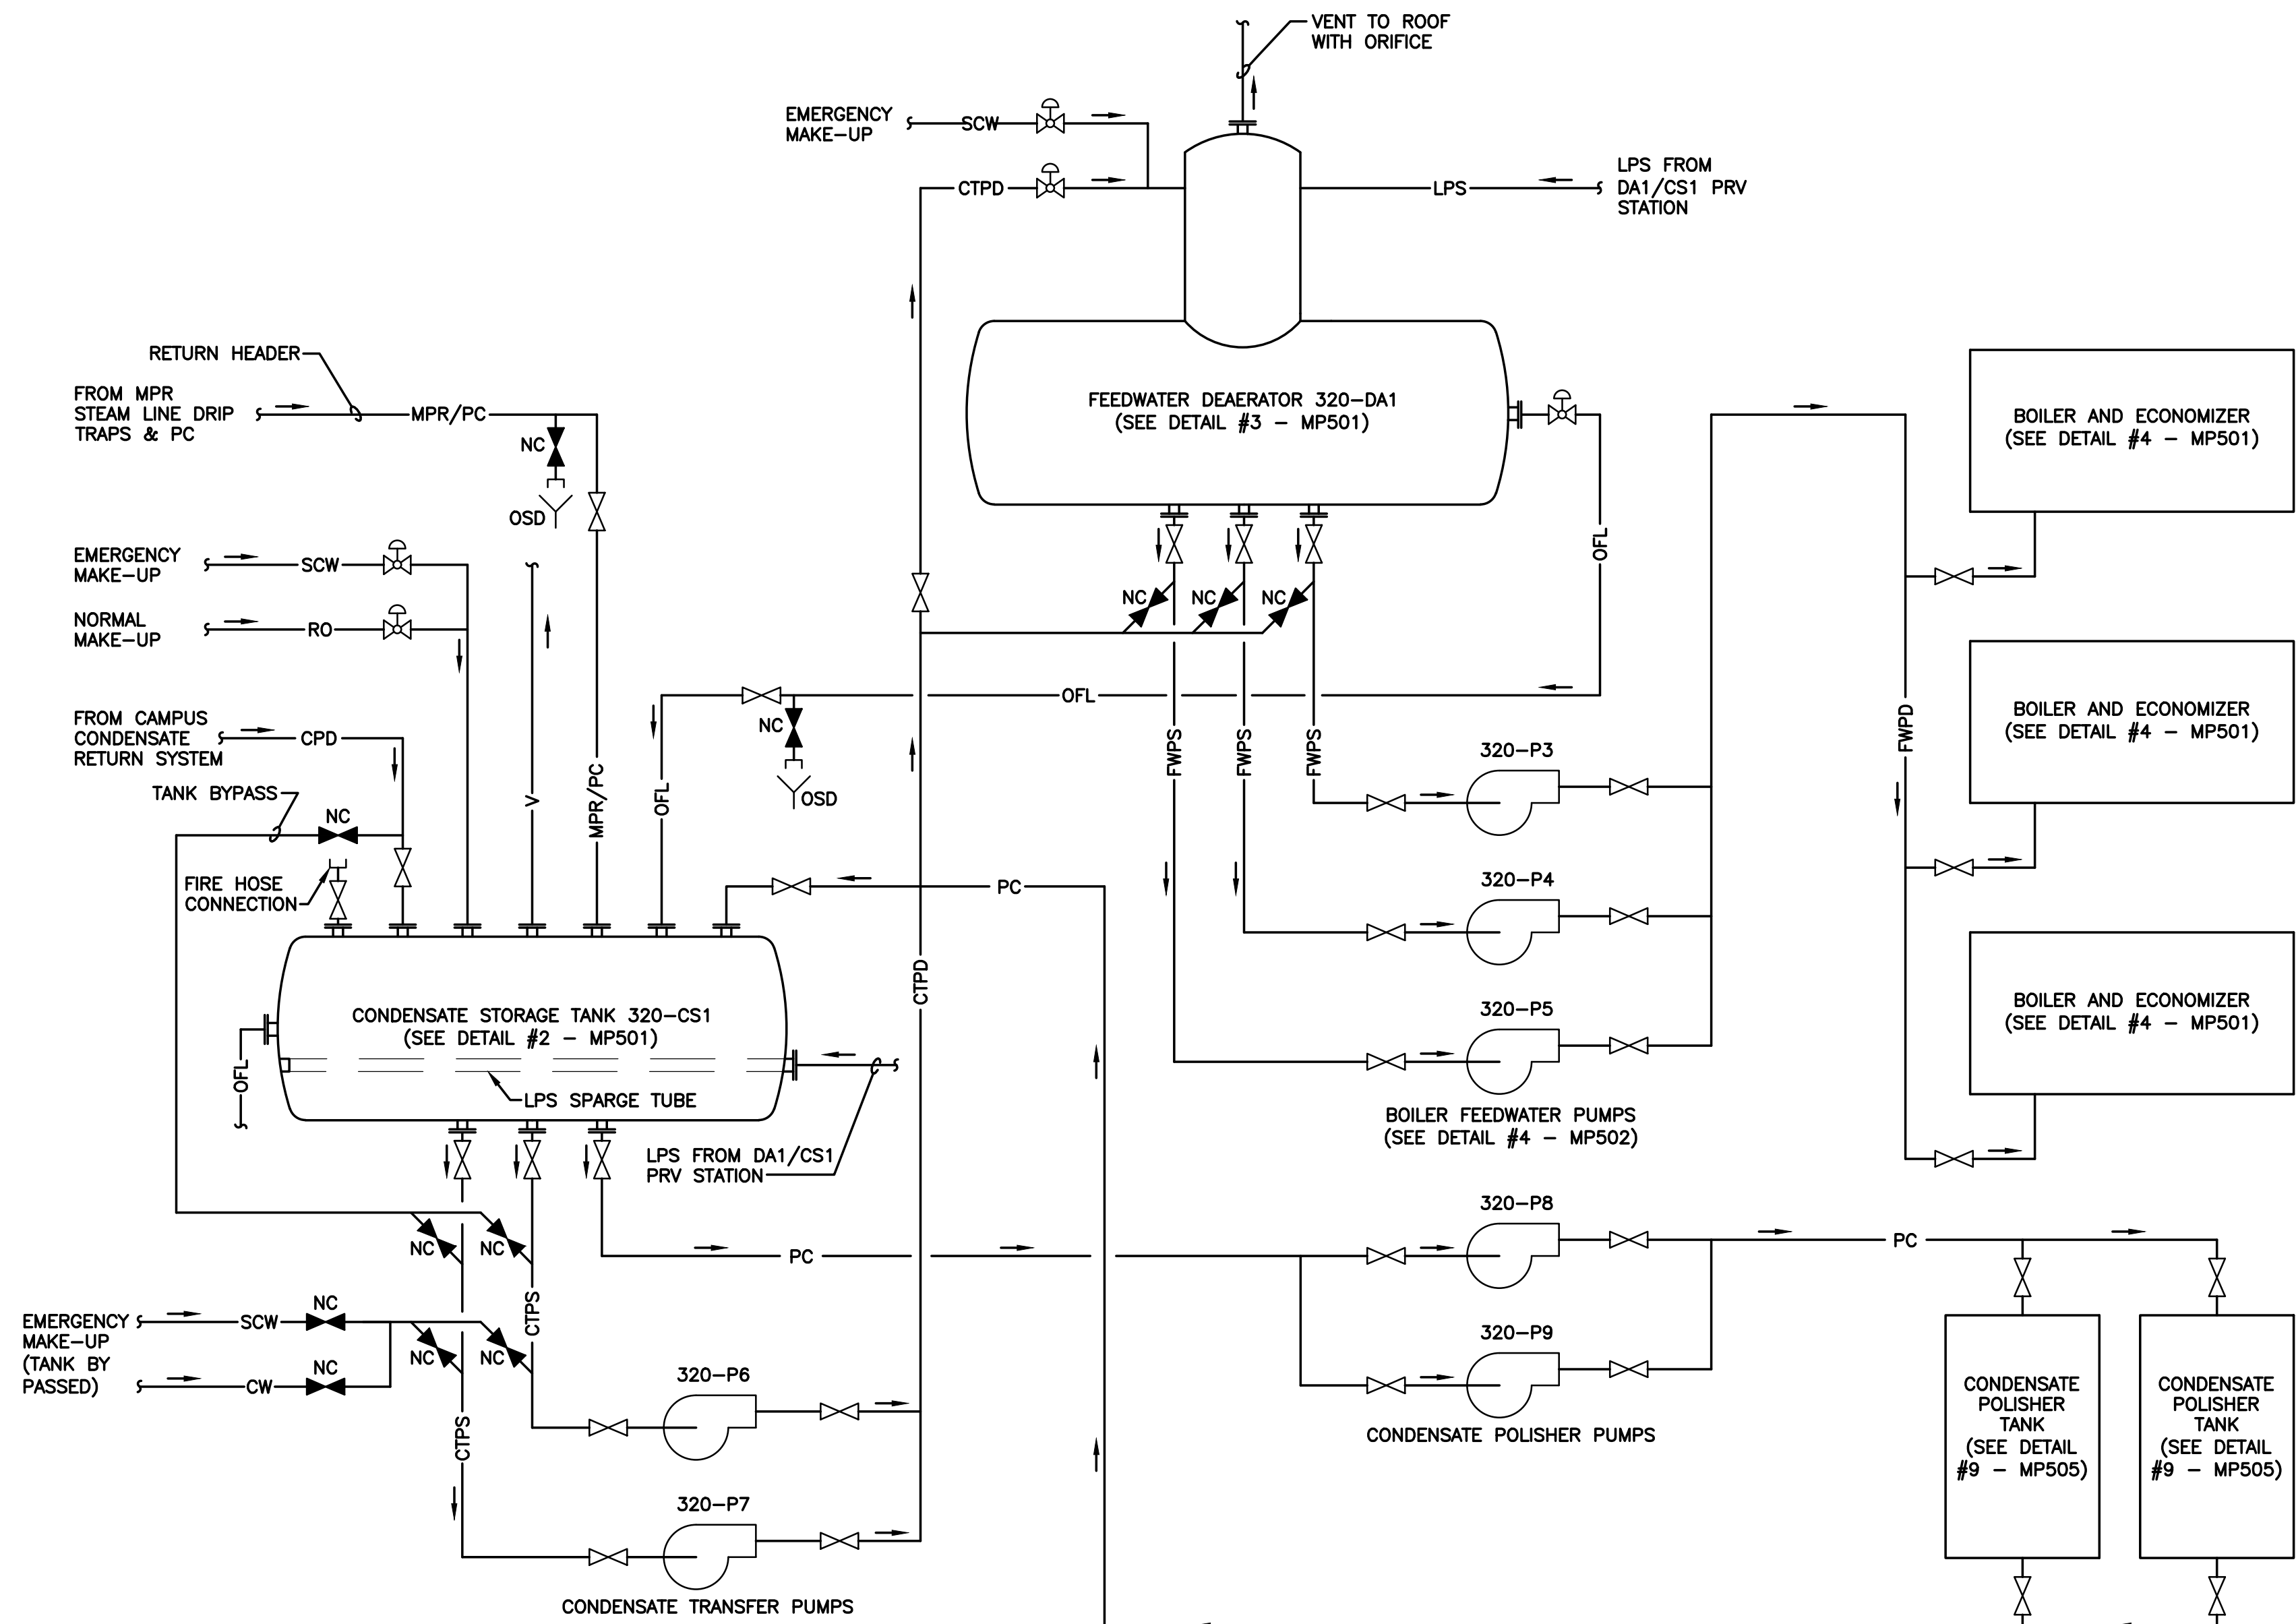 VENT TO ROOF
WITH ORIFICE
EMERGENCY
MAKE-UP
SCW
CTPD
LPS
LPS FROM
DA1/CS1 PRV
STATION
RETURN HEADER
FROM MPR
STEAM LINE DRIP
TRAPS & PC
MPR/PC
NC
OSD
FEEDWATER DEAERATOR 320-DA1
(SEE DETAIL #3 - MP501)
BOILER AND ECONOMIZER
(SEE DETAIL #4 - MP501)
EMERGENCY
MAKE-UP
SCW
NORMAL
MAKE-UP
RO
OFL
NC
NC
NC
FROM CAMPUS
CONDENSATE
RETURN SYSTEM
CPD
TANK BYPASS
NC
FIRE HOSE
CONNECTION
V
MPR/PC
OFL
OFL
NC
OSD
FWPS
FWPS
FWPS
FWPD
320-P3
BOILER AND ECONOMIZER
(SEE DETAIL #4 - MP501)
PC
320-P4
CTPD
320-P5
BOILER AND ECONOMIZER
(SEE DETAIL #4 - MP501)
CONDENSATE STORAGE TANK 320-CS1
(SEE DETAIL #2 - MP501)
OFL
LPS SPARGE TUBE
LPS FROM DA1/CS1
PRV STATION
BOILER FEEDWATER PUMPS
(SEE DETAIL #4 - MP502)
NC
NC
PC
320-P8
PC
320-P9
CONDENSATE POLISHER PUMPS
EMERGENCY
MAKE-UP
(TANK BY
PASSED)
SCW
NC
CW
NC
NC
NC
CTPS
CTPS
320-P6
320-P7
CONDENSATE TRANSFER PUMPS
CONDENSATE
POLISHER
TANK
(SEE DETAIL
#9 - MP505)
CONDENSATE
POLISHER
TANK
(SEE DETAIL
#9 - MP505)